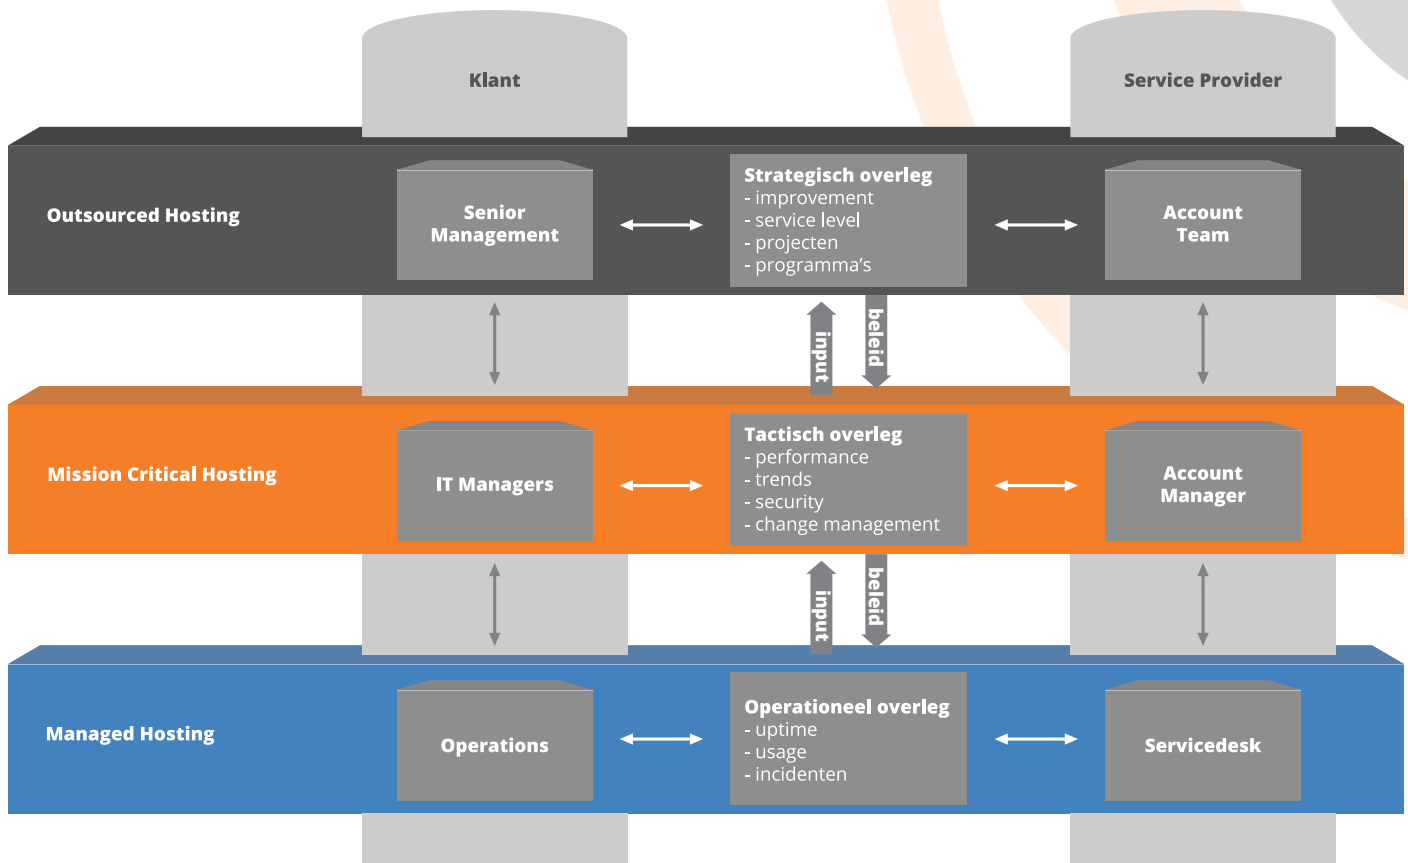 Klant
Service Provider
Outsourced Hosting
Senior
Management
Strategisch overleg
- improvement
- service level
- projecten
- programma's
Account
Team
input
beleid
Mission Critical Hosting
IT Managers
Tactisch overleg
- performance
- trends
- security
- change management
Account
Manager
input
beleid
Managed Hosting
Operations
Operationeel overleg
- uptime
- usage
- incidenten
Servicedesk